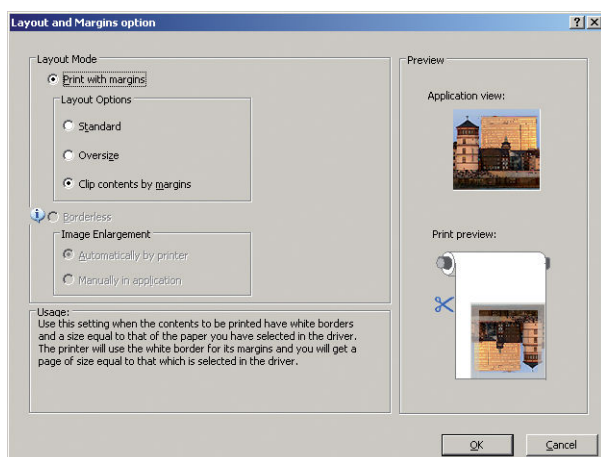 Layout and Margins option
Layout Mode
Print with margins
Layout Options
Standard
Oversize
Clip contents by margins
Borderless
Image Enlargement
Automatically by printer
Manually in application
Usage:
Use this setting when the contents to be printed have white borders
and a size equal to that of the paper you have selected in the driver.
The printer will use the white border for its margins and you will get a
page of size equal to that which is selected in the driver.
Preview
Application view:
Print preview:
OK
Cancel